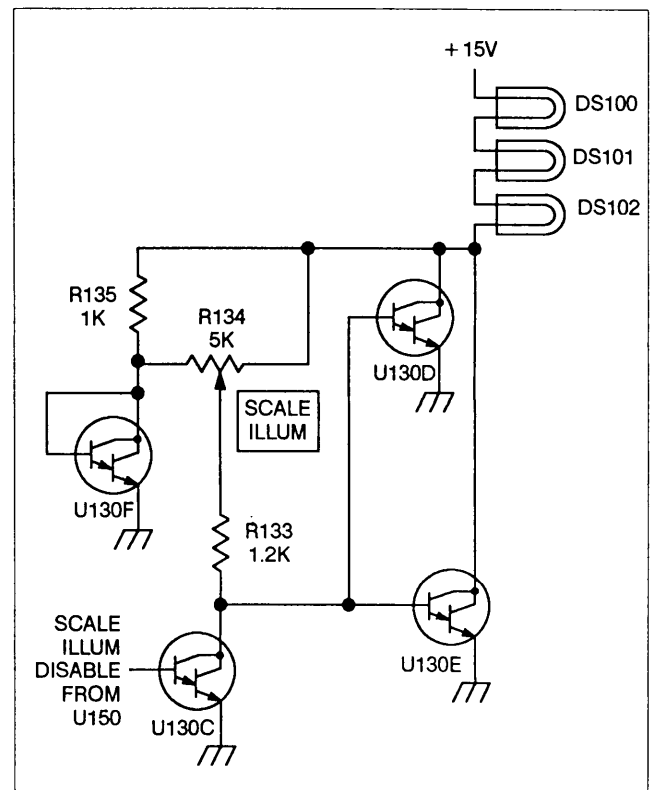 + 15V
DS100
DS101
DS102
R135
1K
R134
5K
U130D
SCALE
ILLUM
U130F
R133
1.2K
SCALE
ILLUM
DISABLE
FROM
U150
U130C
U130E